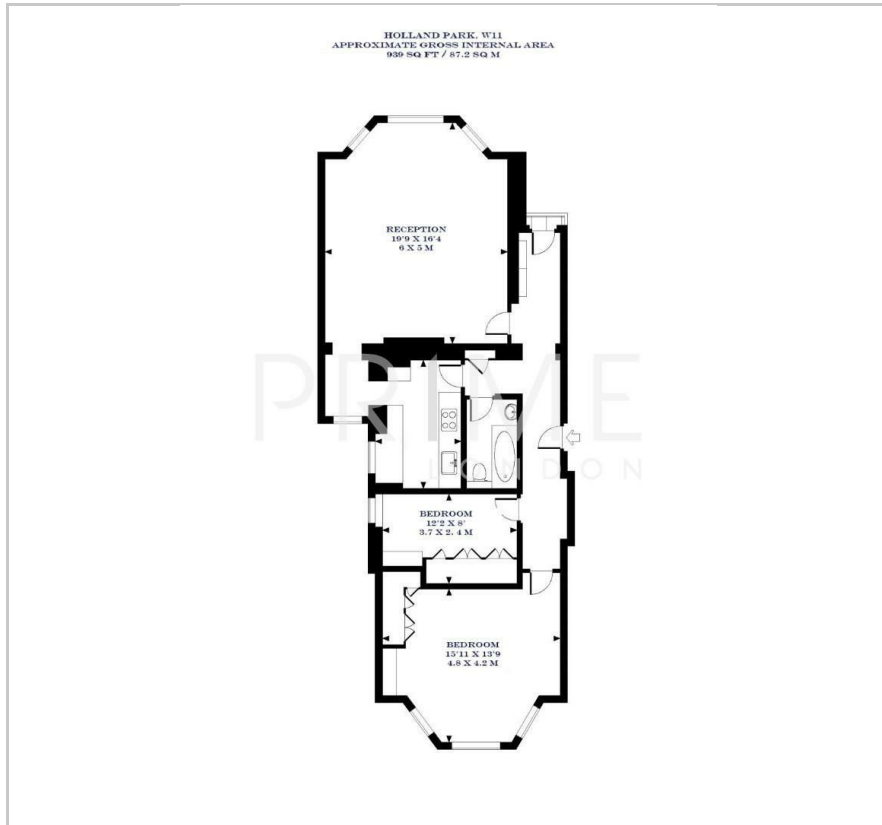 HOLLAND PARK, W11
APPROXIMATE GROSS INTERNAL AREA
939 SQ FT / 87.2 SQ M
RECEPTION
19'9 X 16'4
6 X 5 M
PRIME
LONDON
BEDROOM
12'2 X 8'
3.7 X 2. 4 M
BEDROOM
15'11 X 13'9
4.8 X 4.2 M